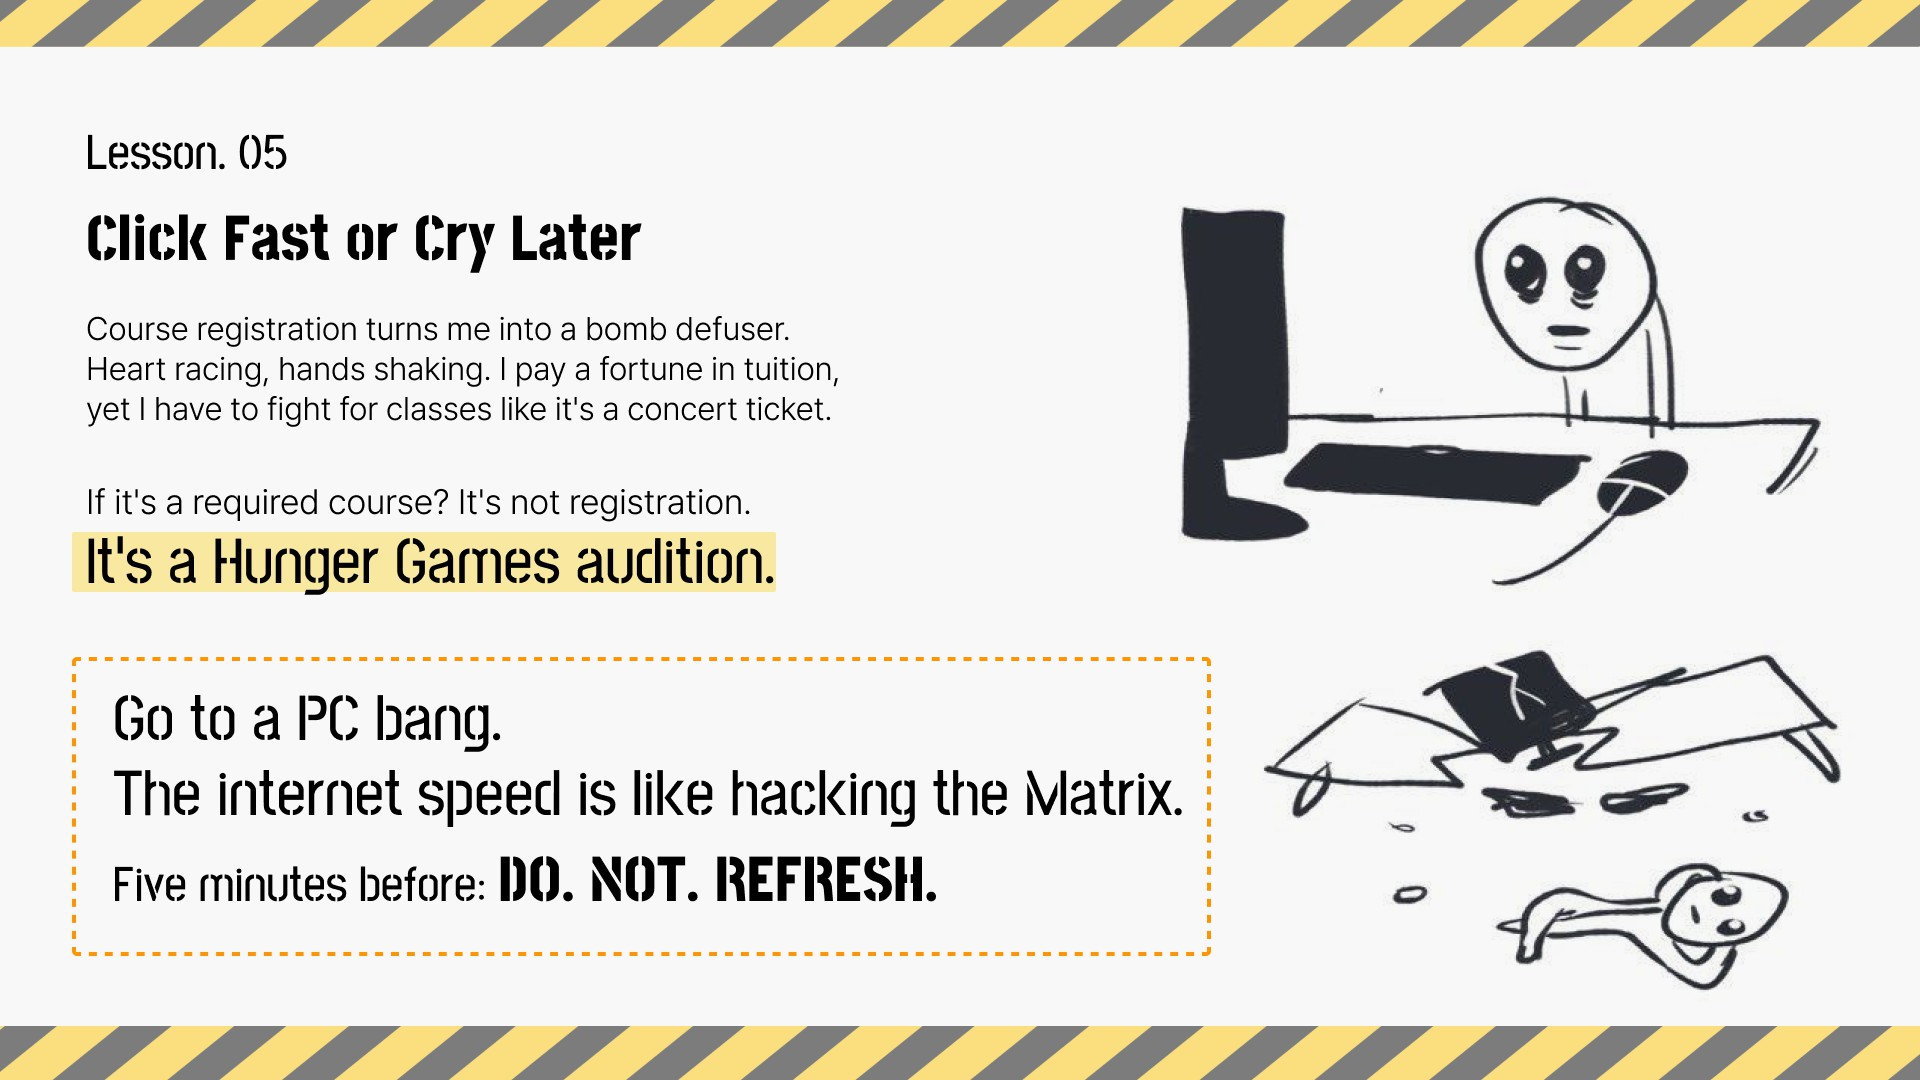 Lesson. 05
Click Fast or Cry Later
Course registration turns me into a bomb defuser.
Heart racing, hands shaking. I pay a fortune in tuition,
yet I have to fight for classes like it's a concert ticket.
If it's a required course? It's not registration.
It's a Hunger Games audition.
Go to a PC bang.
The internet speed is like hacking the Matrix.
Five minutes before: DO. NOT. REFRESH.